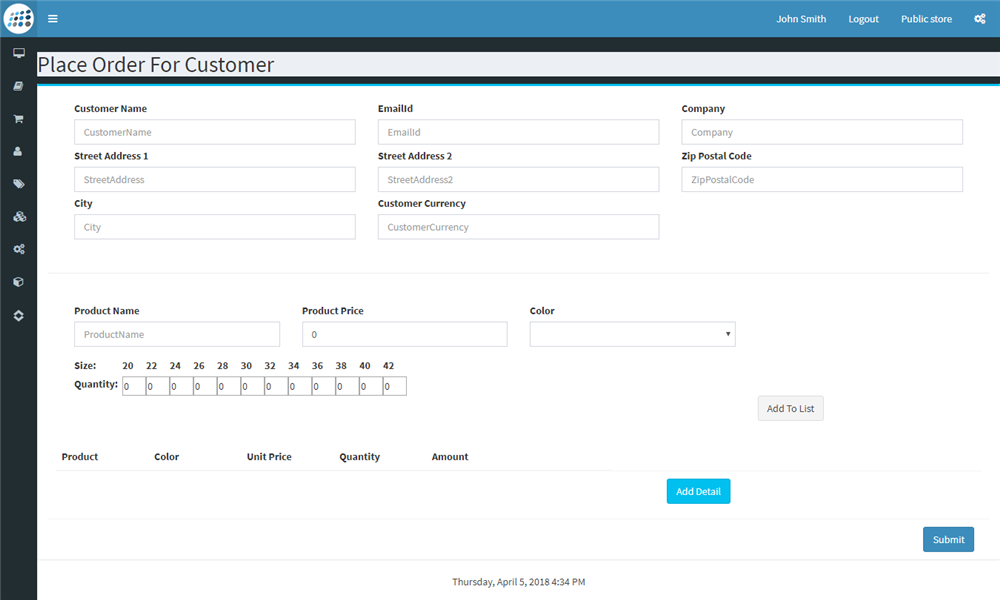 John Smith Logout Public store
Place Order For Customer
Customer Name EmailId Company
CustomerName EmailId Company
Street Address 1 Street Address 2 Zip Postal Code
StreetAddress StreetAddress2 ZipPostalCode
City Customer Currency
City CustomerCurrency
Product Name Product Price Color
ProductName 0
Size: 20 22 24 26 28 30 32 34 36 38 40 42
Quantity: 0 0 0 0 0 0 0 0 0 0 0 0
Add To List
Product Color Unit Price Quantity Amount
Add Detail
Submit
Thursday, April 5, 2018 4:34 PM